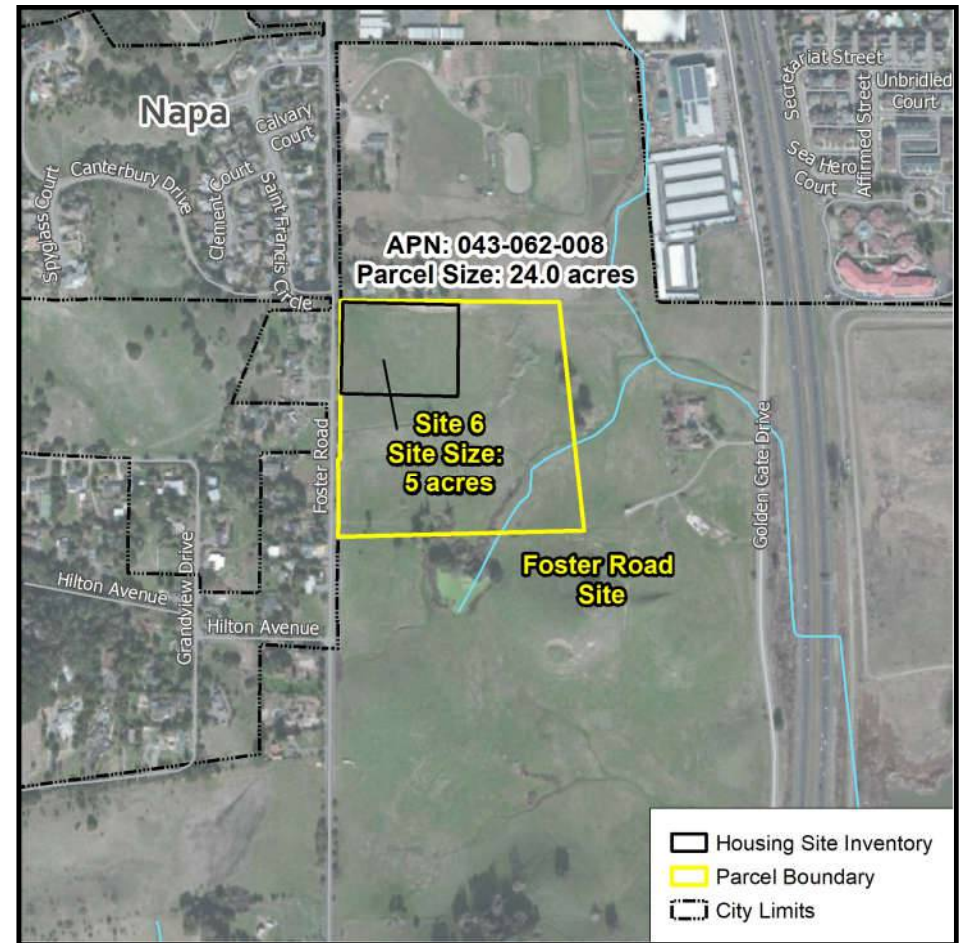 Napa
Calvary
Court
Canterbury Drive
Clement Court
Saint Francis Circle
Spyglass Court
Secretariat Street
Unbridled
Court
Sea Hero
Court
Affirmed Street
APN: 043-062-008
Parcel Size: 24.0 acres
Site 6
Site Size:
5 acres
Foster Road
Golden Gate Drive
Foster Road
Site
Hilton Avenue
Grandview Drive
Hilton Avenue
Housing Site Inventory
Parcel Boundary
City Limits